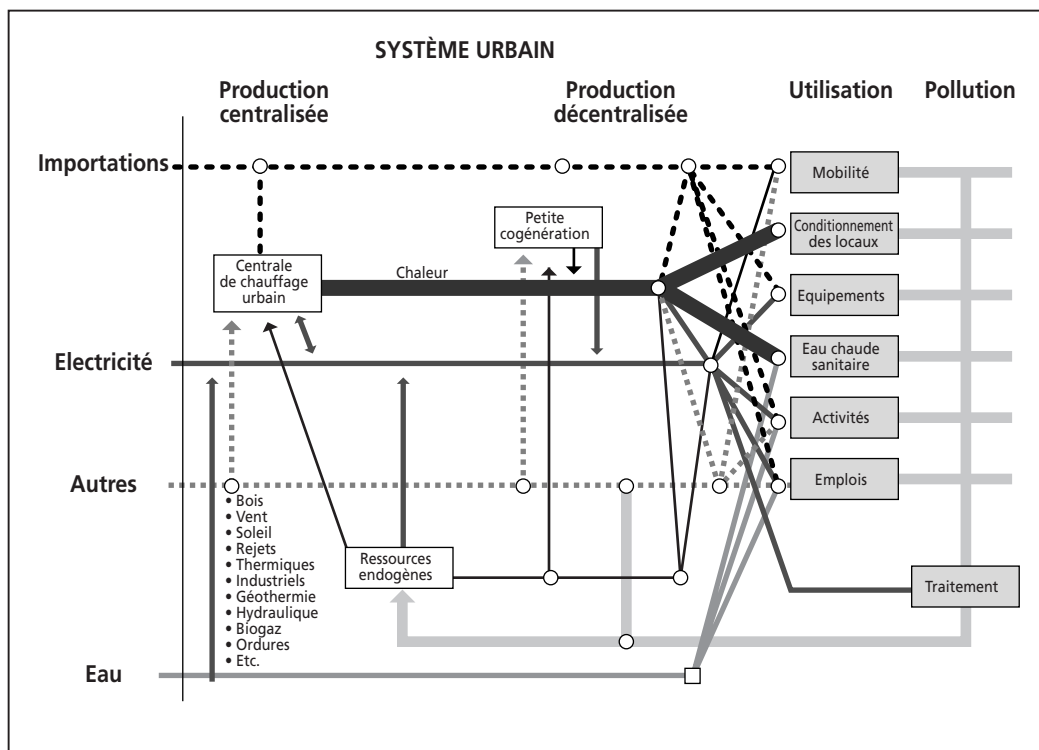 SYSTÈME URBAIN
Production
centralisée
Production
décentralisée
Utilisation
Pollution
Importations
Mobilité
Petite
cogénération
Conditionnement
des locaux
Centrale
de chauffage
urbain
Chaleur
Equipements
Electricité
Eau chaude
sanitaire
Activités
Autres
Emplois
• Bois
• Vent
• Soleil
• Rejets
• Thermiques
• Industriels
• Géothermie
• Hydraulique
• Biogaz
• Ordures
• Etc.
Ressources
endogènes
Traitement
Eau